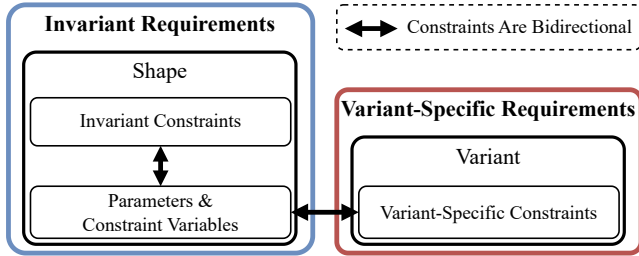 Invariant Requirements
Constraints Are Bidirectional
Shape
Invariant Constraints
Parameters &
Constraint Variables
Variant-Specific Requirements
Variant
Variant-Specific Constraints